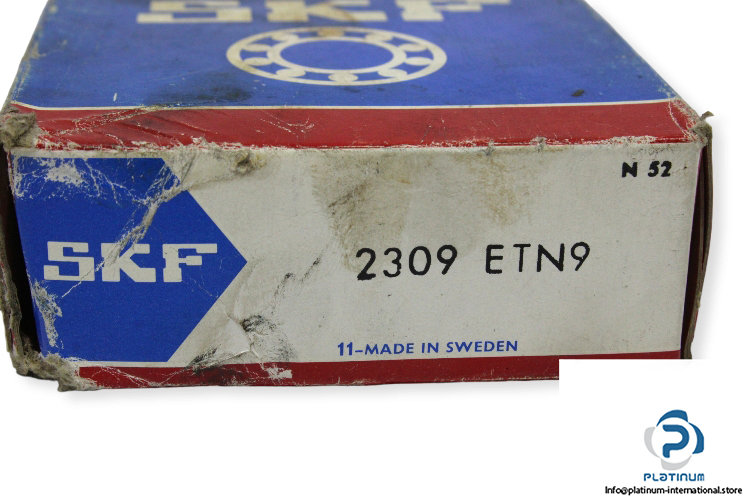 SKF
N 52
SKF
2309 ETN9
11-MADE IN SWEDEN
PLATINUM
Info@platinum-international.store